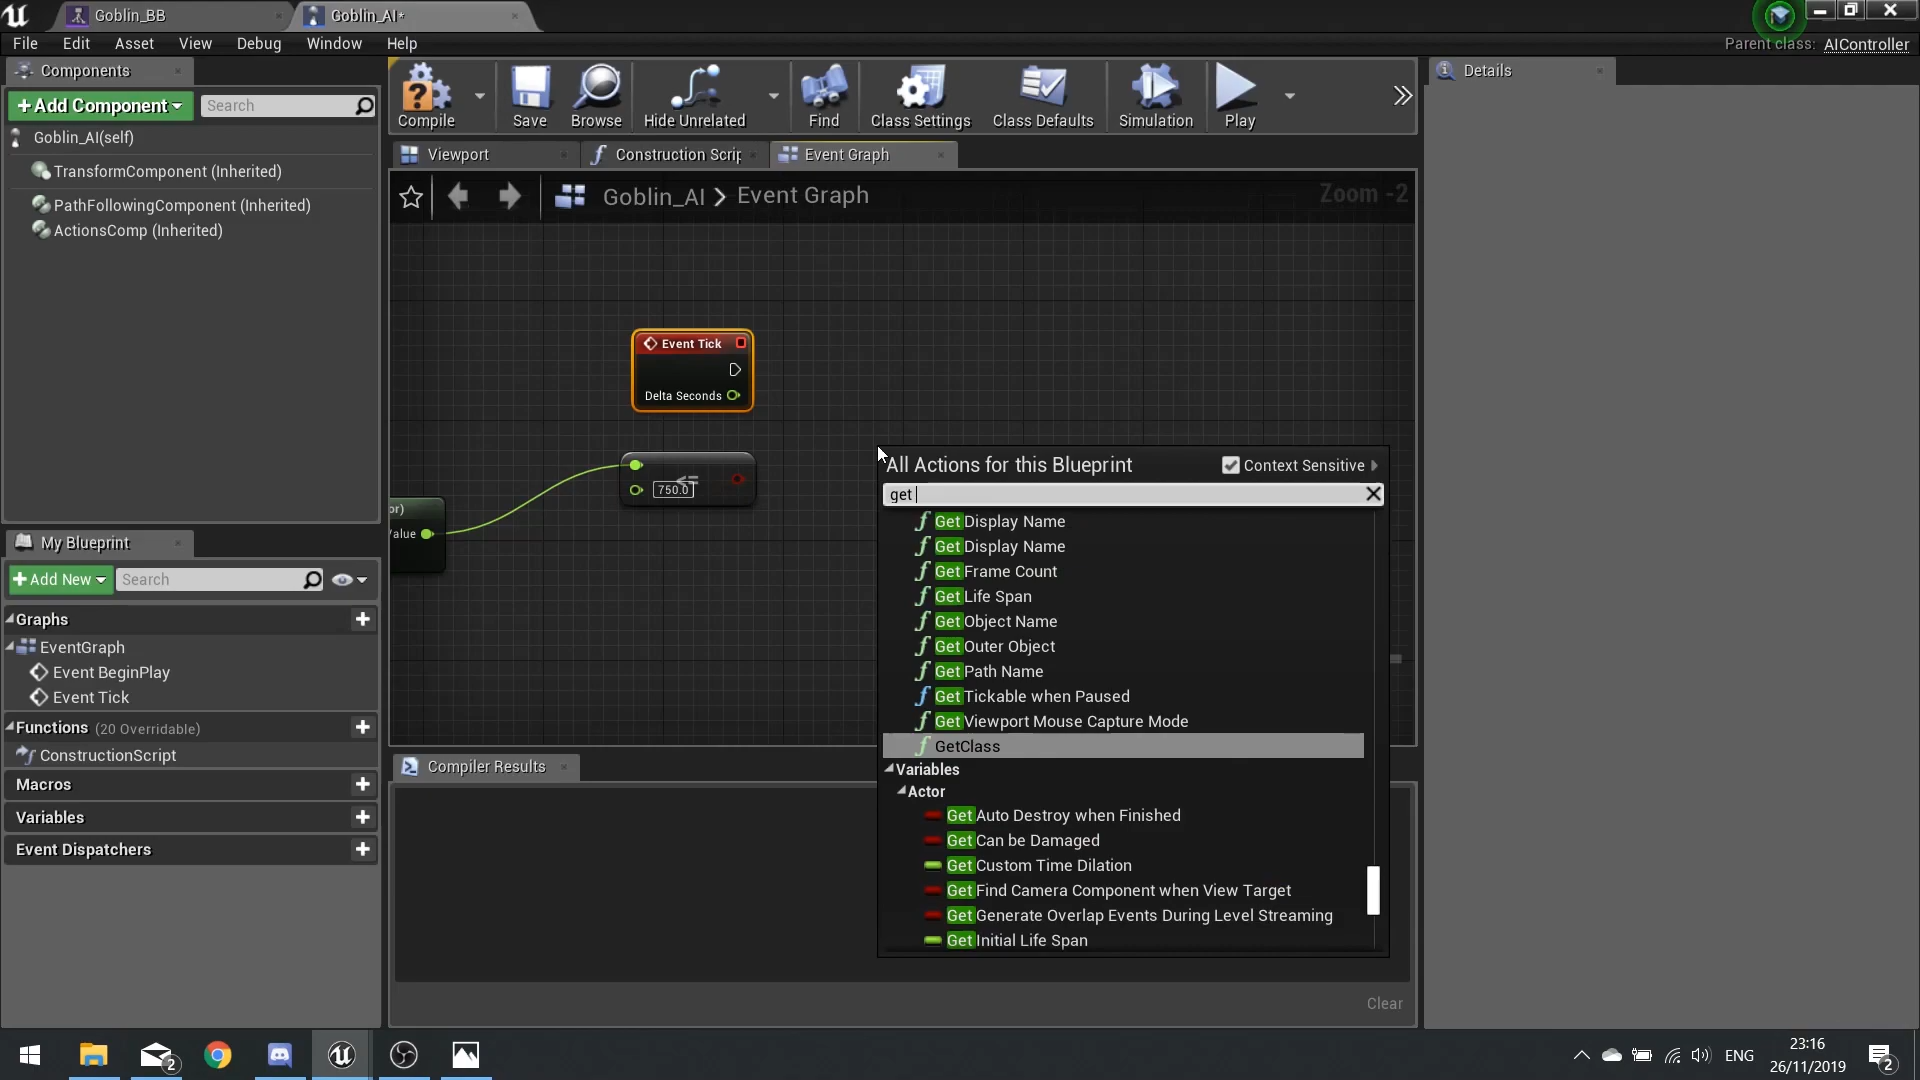 Goblin_BB
Goblin_AI*
File Edit Asset View Debug Window Help
Parent class: AIController
Components
+Add Component
Search
Goblin_AI(self)
TransformComponent (Inherited)
PathFollowingComponent (Inherited)
ActionsComp (Inherited)
Compile
Save
Browse
Hide Unrelated
Find
Class Settings
Class Defaults
Simulation
Play
Details
Viewport
Construction Scrip
Event Graph
Goblin_AI > Event Graph
Zoom -2
Event Tick
Delta Seconds
<=
750.0
or)
Value
All Actions for this Blueprint
Context Sensitive
get
Get Display Name
Get Display Name
Get Frame Count
Get Life Span
Get Object Name
Get Outer Object
Get Path Name
Get Tickable when Paused
Get Viewport Mouse Capture Mode
GetClass
Variables
Actor
Get Auto Destroy when Finished
Get Can be Damaged
Get Custom Time Dilation
Get Find Camera Component when View Target
Get Generate Overlap Events During Level Streaming
Get Initial Life Span
My Blueprint
+Add New
Search
Graphs
EventGraph
Event BeginPlay
Event Tick
Functions (20 Overridable)
ConstructionScript
Macros
Variables
Event Dispatchers
Compiler Results
Clear
2
ENG
23:16
26/11/2019
2